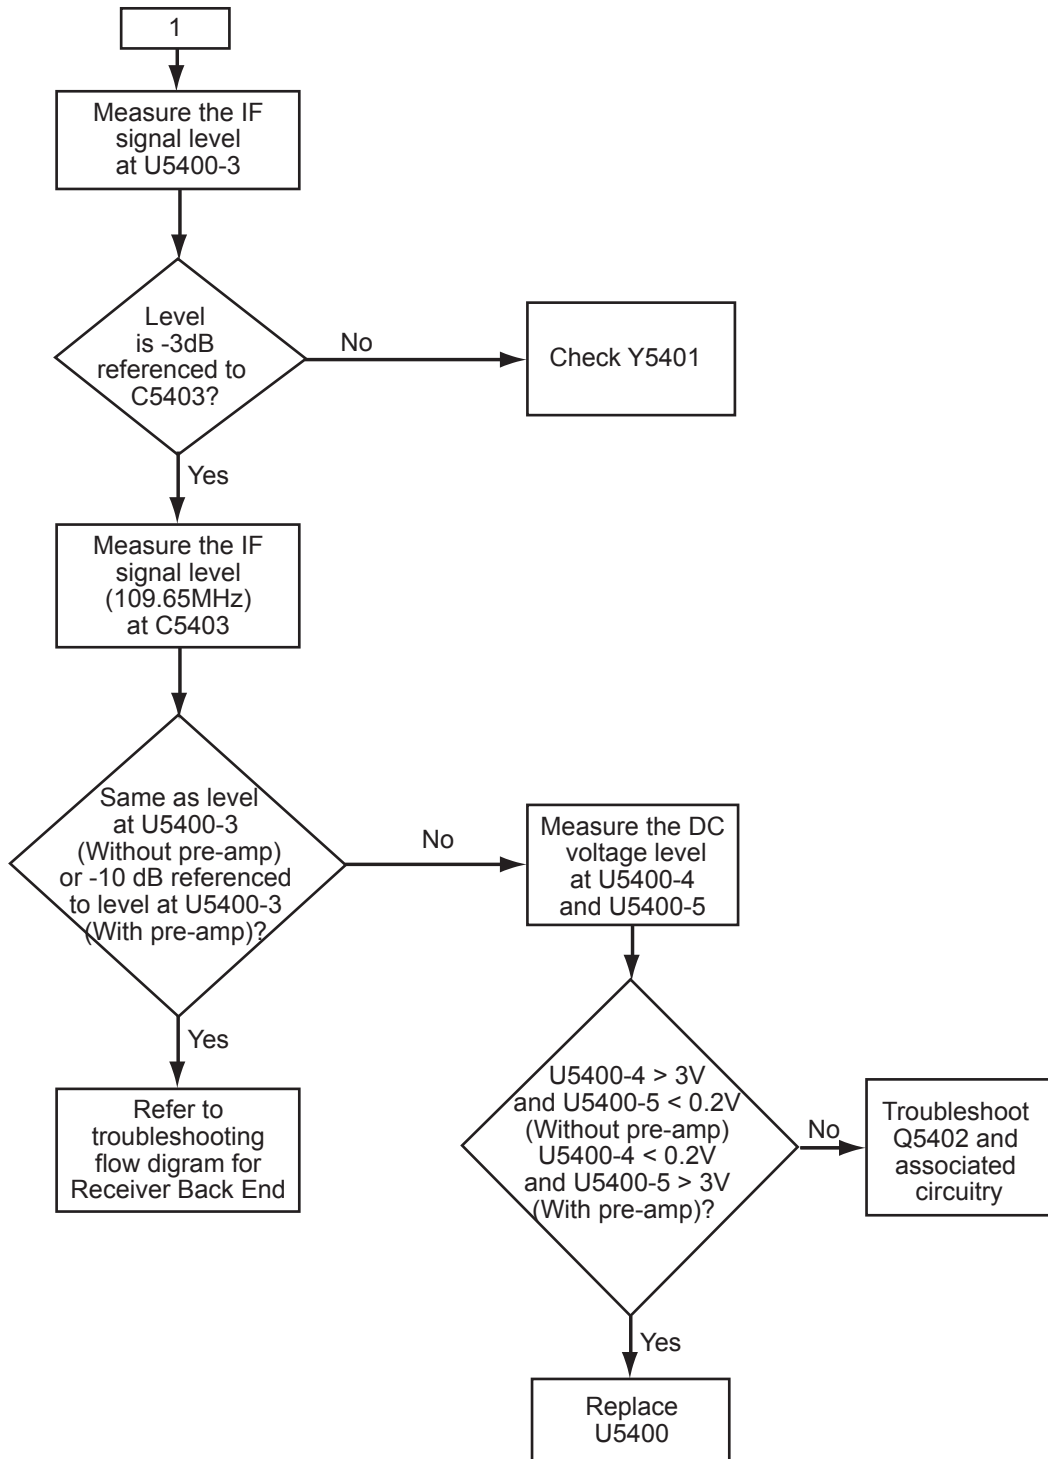 1
Measure the IF
signal level
at U5400-3
Level
is -3dB
referenced to
C5403?
No
Check Y5401
Yes
Measure the IF
signal level
(109.65MHz)
at C5403
Same as level
at U5400-3
(Without pre-amp)
or -10 dB referenced
to level at U5400-3
(With pre-amp)?
No
Measure the DC
voltage level
at U5400-4
and U5400-5
Yes
Refer to
troubleshooting
flow digram for
Receiver Back End
U5400-4 > 3V
and U5400-5 < 0.2V
(Without pre-amp)
U5400-4 < 0.2V
and U5400-5 > 3V
(With pre-amp)?
No
Troubleshoot
Q5402 and
associated
circuitry
Yes
Replace
U5400